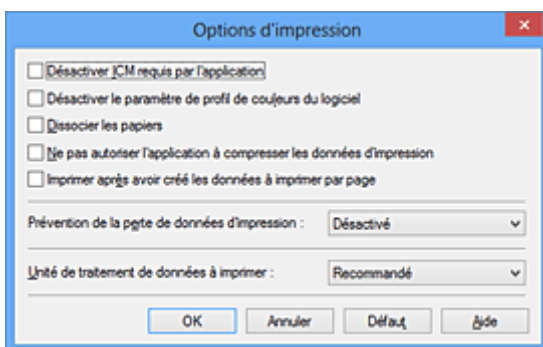 Options d'impression
Désactiver ICM requis par l'application
Désactiver le paramètre de profil de couleurs du logiciel
Dissocier les papiers
Ne pas autoriser l'application à compresser les données d'impression
Imprimer après avoir créé les données à imprimer par page
Prévention de la perte de données d'impression : Désactivé
Unité de traitement de données à imprimer : Recommandé
OK Annuler Défaut Aide